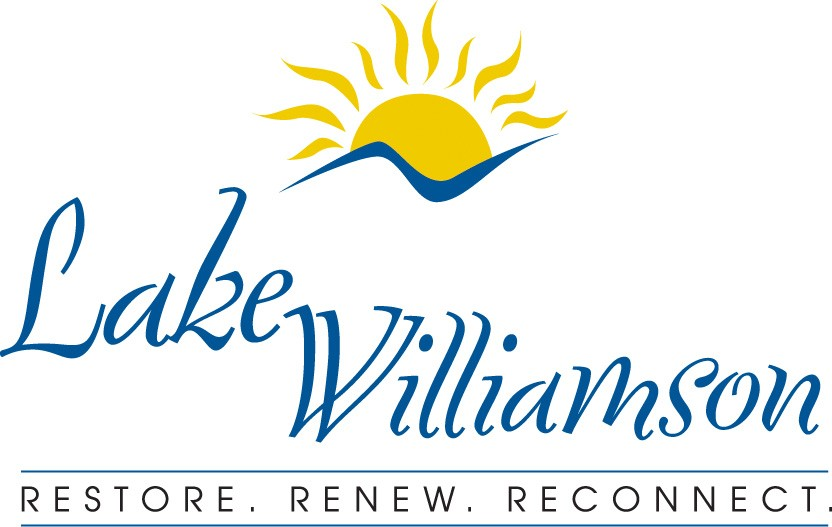 Lake
Williamson
RESTORE. RENEW. RECONNECT.